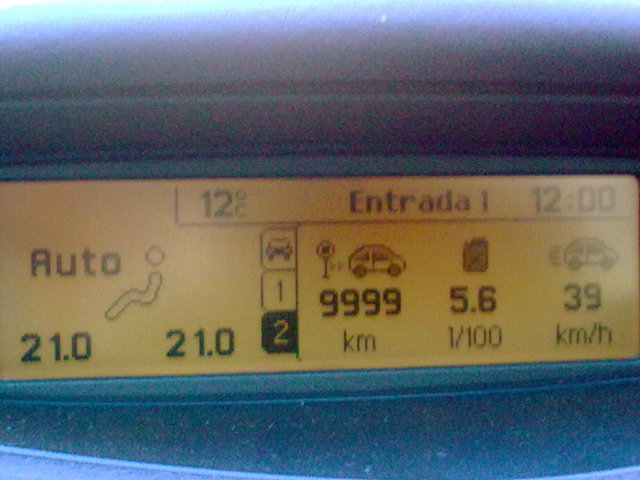 12°C Entrada 1 12:00
Auto
1
9999 5.6 39
2
21.0 21.0 km l/100 km/h